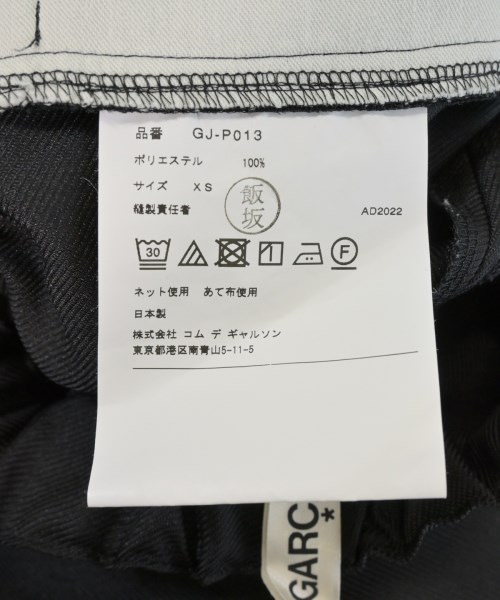 品番 GJ-P013
ポリエステル 100%
サイズ XS
飯坂
縫製責任者 AD2022
30 F
ネット使用 あて布使用
日本製
株式会社 コム デ ギャルソン
東京都港区南青山5-11-5
GARC
*